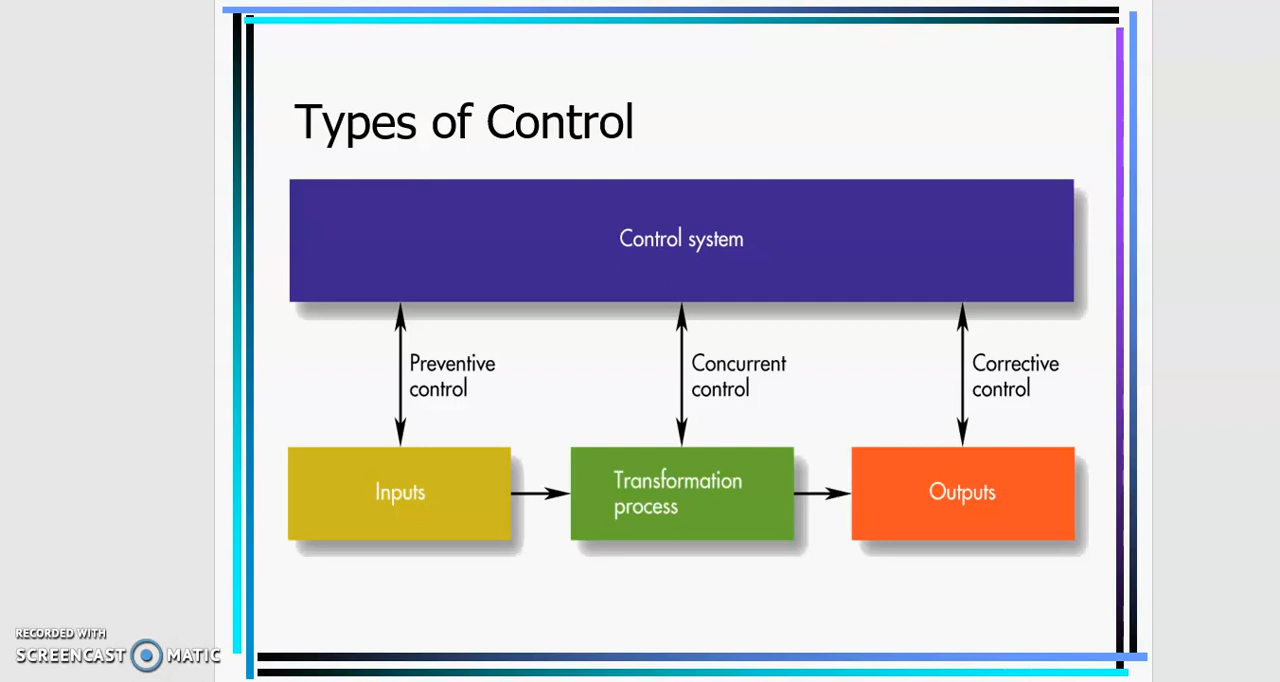 Types of Control
Control system
Preventive
control
Concurrent
control
Corrective
control
Inputs
Transformation
process
Outputs
RECORDED WITH
SCREENCAST MATIC